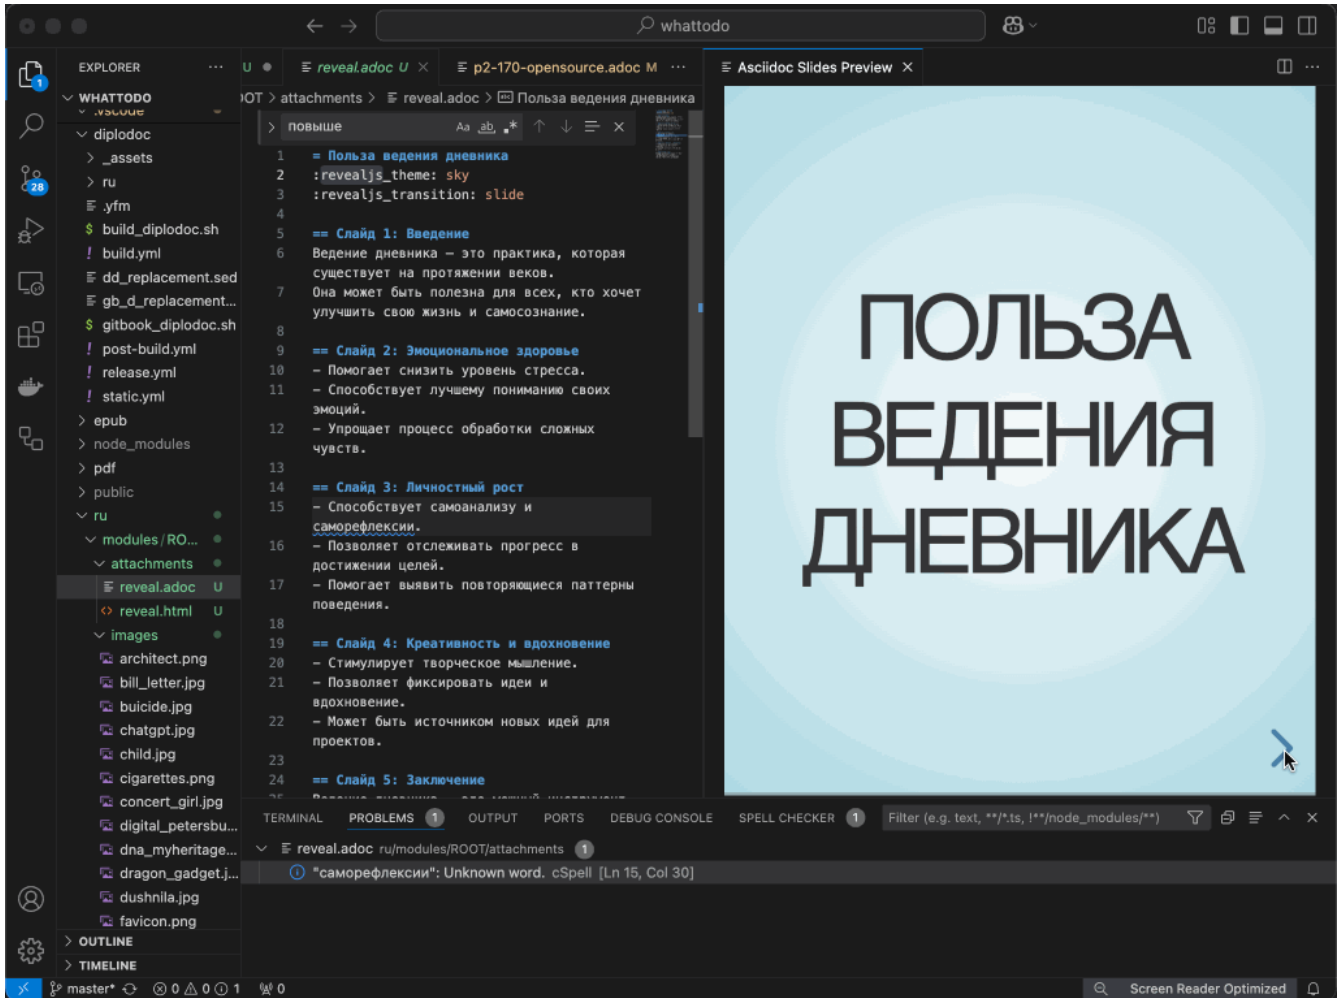 whattodo
EXPLORER
WHATTODO
.vscode
diplodoc
_assets
ru
.yfm
$ build_diplodoc.sh
! build.yml
dd_replacement.sed
gb_d_replacement...
$ gitbook_diplodoc.sh
! post-build.yml
! release.yml
! static.yml
epub
node_modules
pdf
public
ru
modules / RO...
attachments
reveal.adoc U
reveal.html U
images
architect.png
bill_letter.jpg
buicide.jpg
chatgpt.jpg
child.jpg
cigarettes.png
concert_girl.jpg
digital_petersbu...
dna_myheritage...
dragon_gadget.j...
dushnila.jpg
favicon.png
OUTLINE
TIMELINE
1
28
U
reveal.adoc U
p2-170-opensource.adoc M
OT > attachments > reveal.adoc > Польза ведения дневника
повыше
Aa ab .*
1 = Польза ведения дневника
2 :revealjs_theme: sky
3 :revealjs_transition: slide
4
5 == Слайд 1: Введение
6 Ведение дневника – это практика, которая
существует на протяжении веков.
7 Она может быть полезна для всех, кто хочет
улучшить свою жизнь и самосознание.
8
9 == Слайд 2: Эмоциональное здоровье
10 - Помогает снизить уровень стресса.
11 - Способствует лучшему пониманию своих
эмоций.
12 - Упрощает процесс обработки сложных
чувств.
13
14 == Слайд 3: Личностный рост
15 - Способствует самоанализу и
саморефлексии.
16 - Позволяет отслеживать прогресс в
достижении целей.
17 - Помогает выявить повторяющиеся паттерны
поведения.
18
19 == Слайд 4: Креативность и вдохновение
20 - Стимулирует творческое мышление.
21 - Позволяет фиксировать идеи и
вдохновение.
22 - Может быть источником новых идей для
проектов.
23
24 == Слайд 5: Заключение
Asciidoc Slides Preview
ПОЛЬЗА
ВЕДЕНИЯ
ДНЕВНИКА
TERMINAL PROBLEMS 1 OUTPUT PORTS DEBUG CONSOLE SPELL CHECKER 1 Filter (e.g. text, **/*.ts, !**/node_modules/**)
reveal.adoc ru/modules/ROOT/attachments 1
"саморефлексии": Unknown word. cSpell [Ln 15, Col 30]
master* 0 0 1 0 Screen Reader Optimized